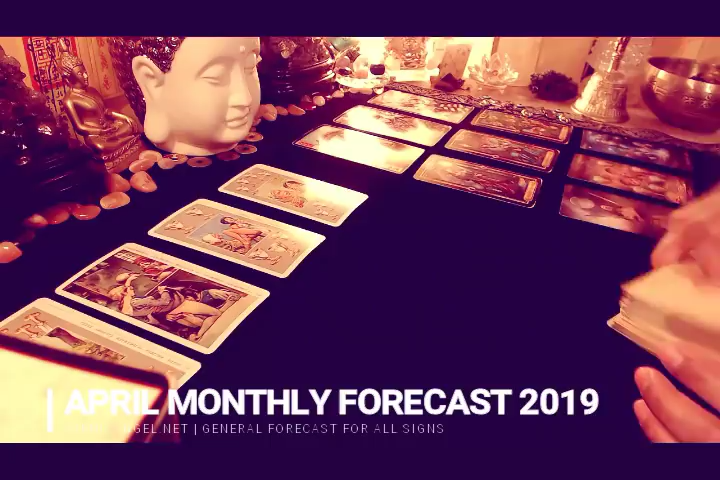 APRIL MONTHLY FORECAST 2019
GEL.NET | GENERAL FORECAST FOR ALL SIGNS